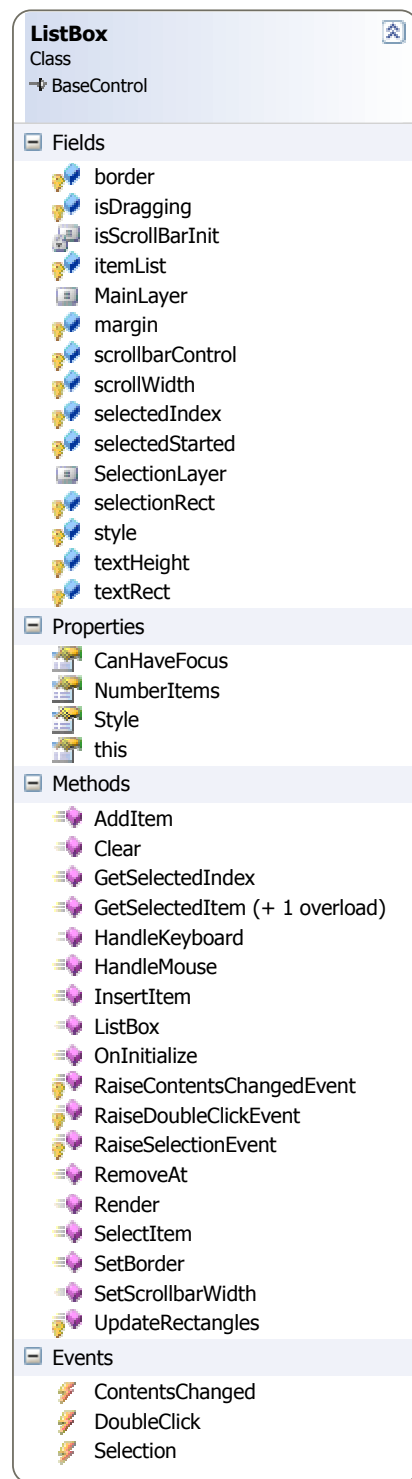 ListBox
Class
BaseControl
Fields
border
isDragging
isScrollBarInit
itemList
MainLayer
margin
scrollbarControl
scrollWidth
selectedIndex
selectedStarted
SelectionLayer
selectionRect
style
textHeight
textRect
Properties
CanHaveFocus
NumberItems
Style
this
Methods
AddItem
Clear
GetSelectedIndex
GetSelectedItem (+ 1 overload)
HandleKeyboard
HandleMouse
InsertItem
ListBox
OnInitialize
RaiseContentsChangedEvent
RaiseDoubleClickEvent
RaiseSelectionEvent
RemoveAt
Render
SelectItem
SetBorder
SetScrollbarWidth
UpdateRectangles
Events
ContentsChanged
DoubleClick
Selection